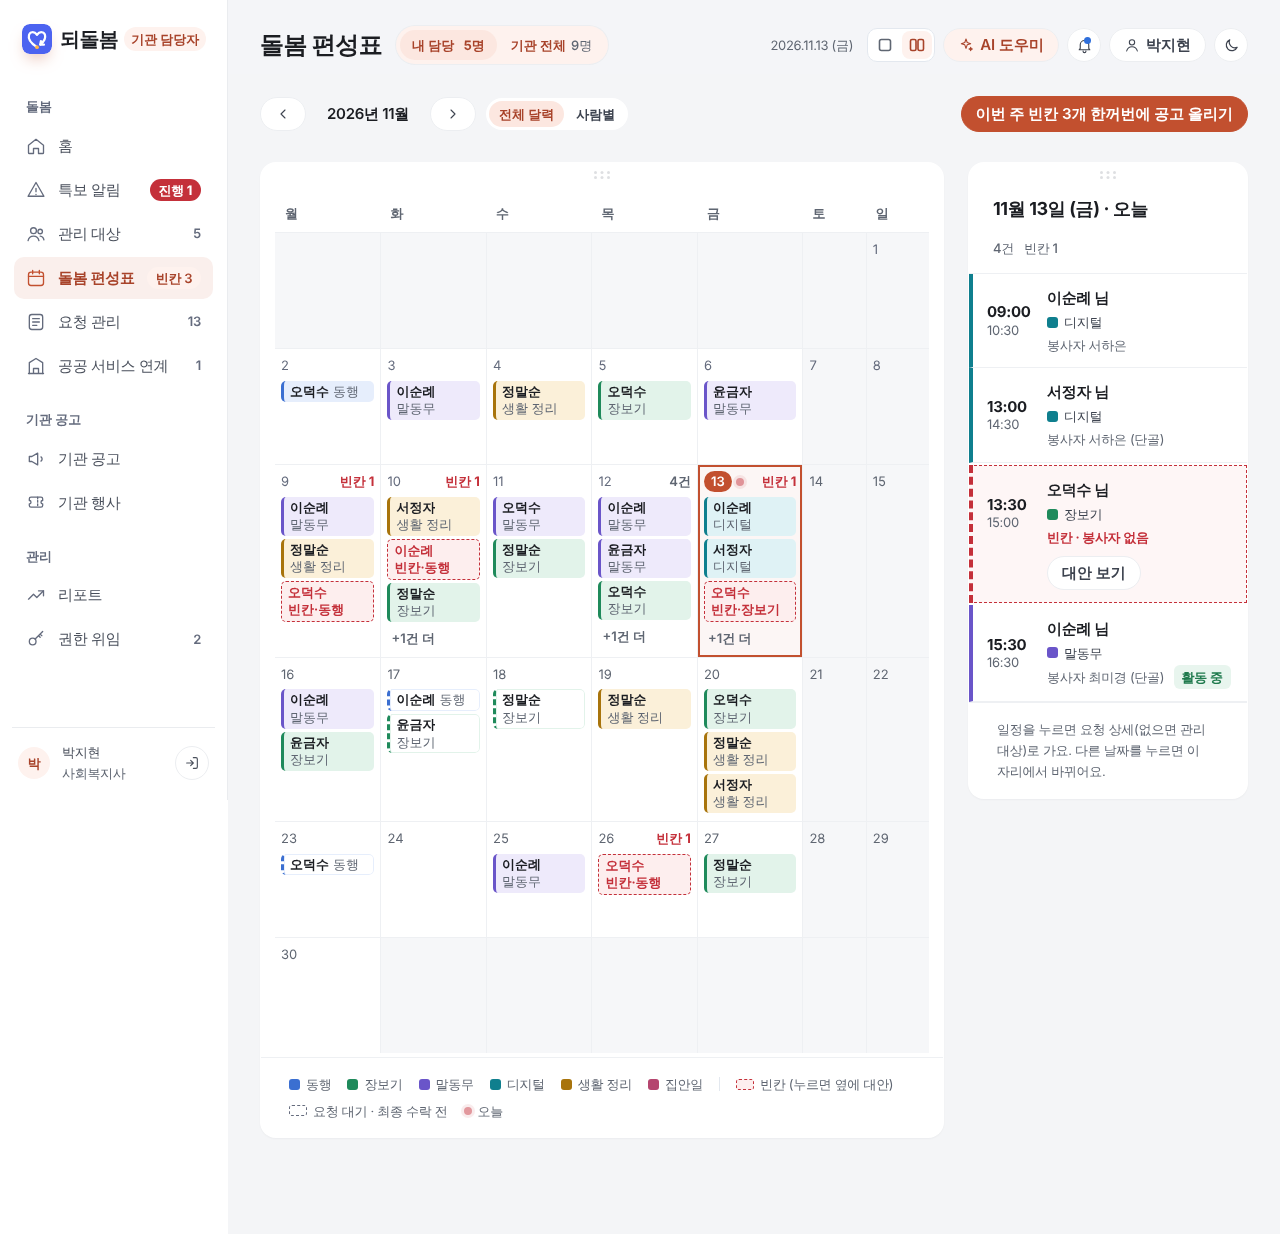 되돌봄 기관 담당자
돌봄
홈
특보 알림 진행 1
관리 대상 5
돌봄 편성표 빈칸 3
요청 관리 13
공공 서비스 연계 1
기관 공고
기관 공고
기관 행사
관리
리포트
권한 위임 2
박 박지현
사회복지사
돌봄 편성표 내 담당 5명 기관 전체 9명
2026.11.13 (금) AI 도우미 박지현
2026년 11월 전체 달력 사람별
이번 주 빈칸 3개 한꺼번에 공고 올리기
월 화 수 목 금 토 일
1
2
오덕수 동행
3
이순례
말동무
4
정말순
생활 정리
5
오덕수
장보기
6
윤금자
말동무
7
8
9 빈칸 1
이순례
말동무
정말순
생활 정리
오덕수
빈칸·동행
10 빈칸 1
서정자
생활 정리
이순례
빈칸·동행
정말순
장보기
+1건 더
11
오덕수
말동무
정말순
장보기
12 4건
이순례
말동무
윤금자
말동무
오덕수
장보기
+1건 더
13 빈칸 1
이순례
디지털
서정자
디지털
오덕수
빈칸·장보기
+1건 더
14
15
16
이순례
말동무
윤금자
장보기
17
이순례 동행
윤금자
장보기
18
정말순
장보기
19
정말순
생활 정리
20
오덕수
장보기
정말순
생활 정리
서정자
생활 정리
21
22
23
오덕수 동행
24
25
이순례
말동무
26 빈칸 1
오덕수
빈칸·동행
27
정말순
장보기
28
29
30
동행 장보기 말동무 디지털 생활 정리 집안일 빈칸 (누르면 옆에 대안)
요청 대기 · 최종 수락 전 오늘
11월 13일 (금) · 오늘
4건 빈칸 1
09:00
10:30
이순례 님
디지털
봉사자 서하은
13:00
14:30
서정자 님
디지털
봉사자 서하은 (단골)
13:30
15:00
오덕수 님
장보기
빈칸 · 봉사자 없음
대안 보기
15:30
16:30
이순례 님
말동무
봉사자 최미경 (단골) 활동 중
일정을 누르면 요청 상세(없으면 관리
대상)로 가요. 다른 날짜를 누르면 이
자리에서 바뀌어요.